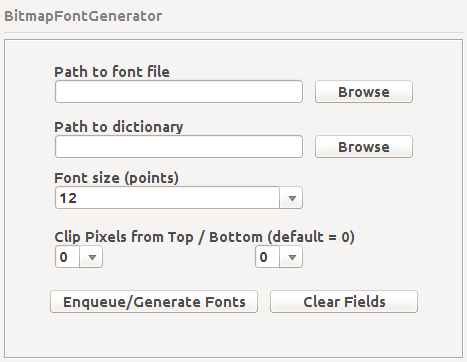 BitmapFontGenerator
Path to font file
Browse
Path to dictionary
Browse
Font size (points)
12
Clip Pixels from Top / Bottom (default = 0)
0 0
Enqueue/Generate Fonts Clear Fields